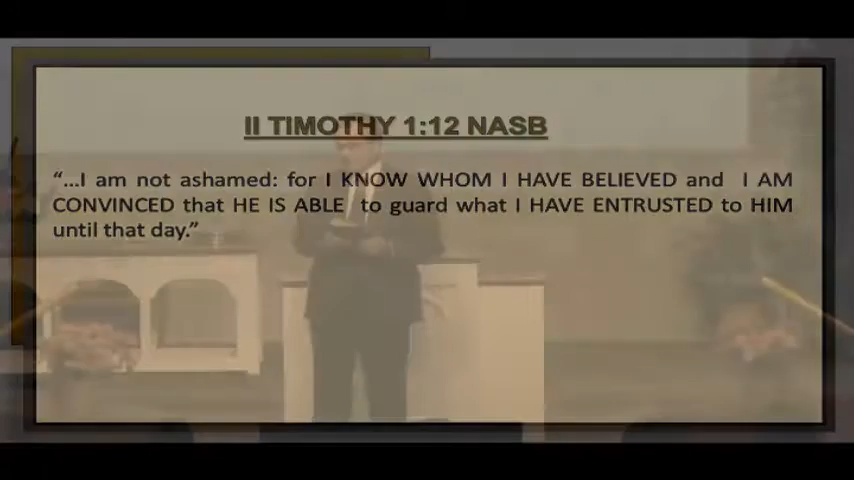 II TIMOTHY 1:12 NASB
“...I am not ashamed: for I KNOW WHOM I HAVE BELIEVED and I AM
CONVINCED that HE IS ABLE to guard what I HAVE ENTRUSTED to HIM
until that day.”